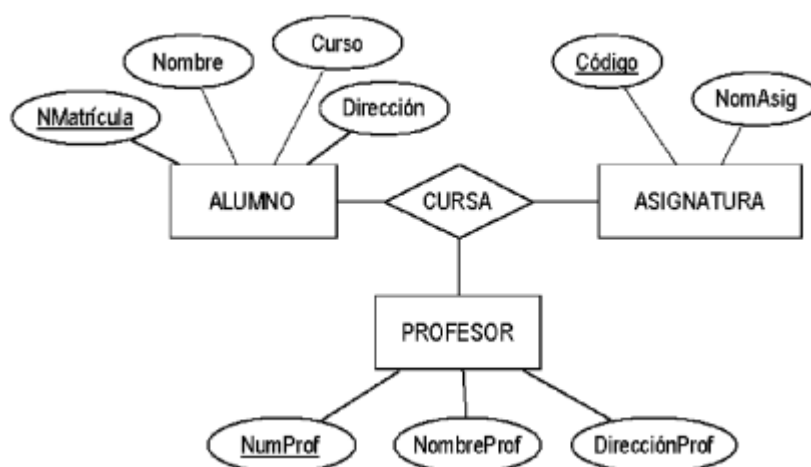 Curso
Nombre
Código
NMatrícula
Dirección
NomAsig
ALUMNO
CURSA
ASIGNATURA
PROFESOR
NumProf
NombreProf
DirecciónProf